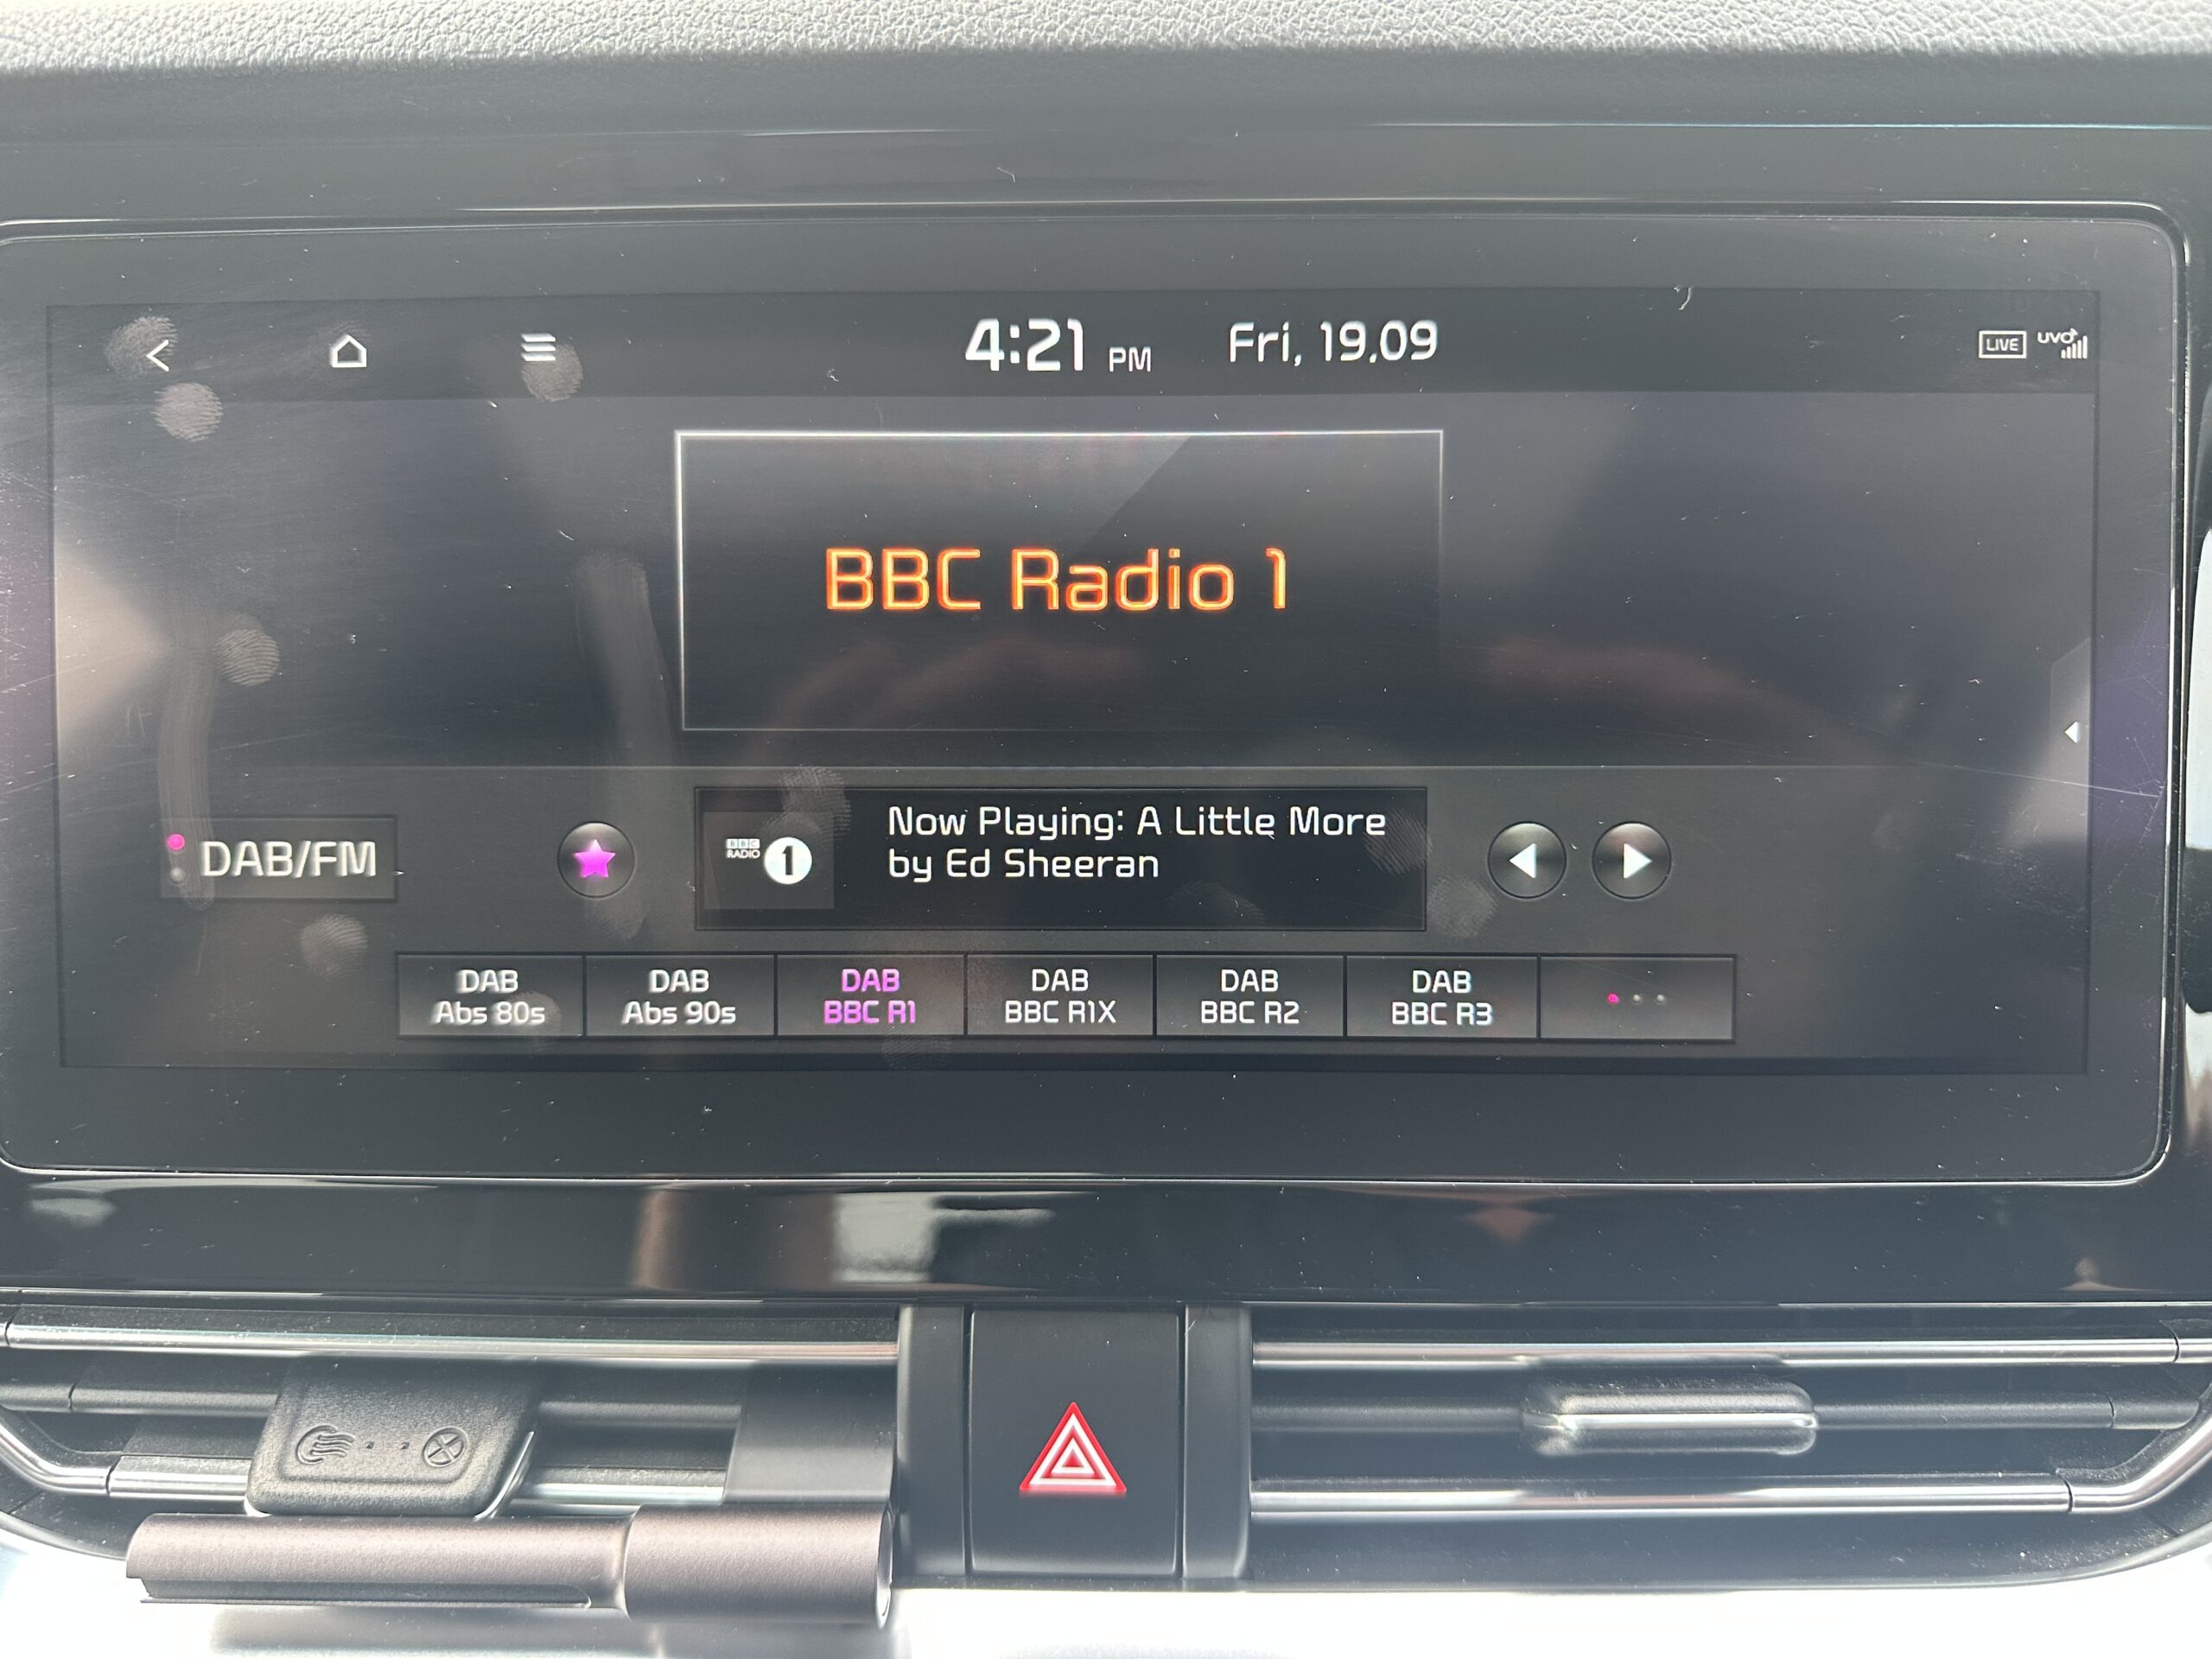 4:21 PM Fri, 19.09
LIVE UVO
BBC Radio 1
DAB/FM
BBC
RADIO 1
Now Playing: A Little More
by Ed Sheeran
DAB
Abs 80s
DAB
Abs 90s
DAB
BBC R1
DAB
BBC R1X
DAB
BBC R2
DAB
BBC R3